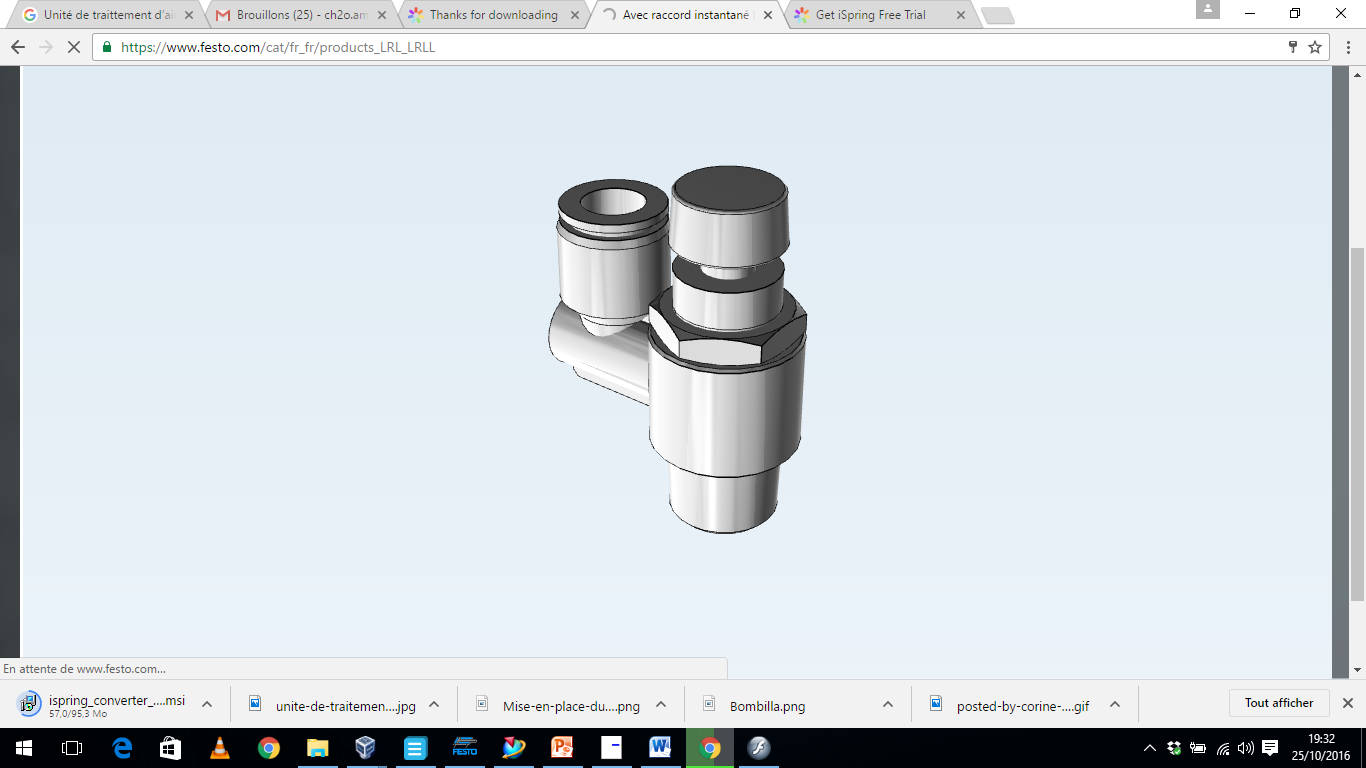 Unité de traittement d'ai
Brouillons (25) - ch2o.am
Thanks for downloading
Avec raccord instantané
Get iSpring Free Trial
https://www.festo.com/cat/fr_fr/products_LRL_LRLL
En attente de www.festo.com...
ispring_converter_....msi
57,0/95,3 Mo
unite-de-traitemen....jpg
Mise-en-place-du....png
Bombilla.png
posted-by-corine-....gif
Tout afficher
FESTO
19:32
25/10/2016